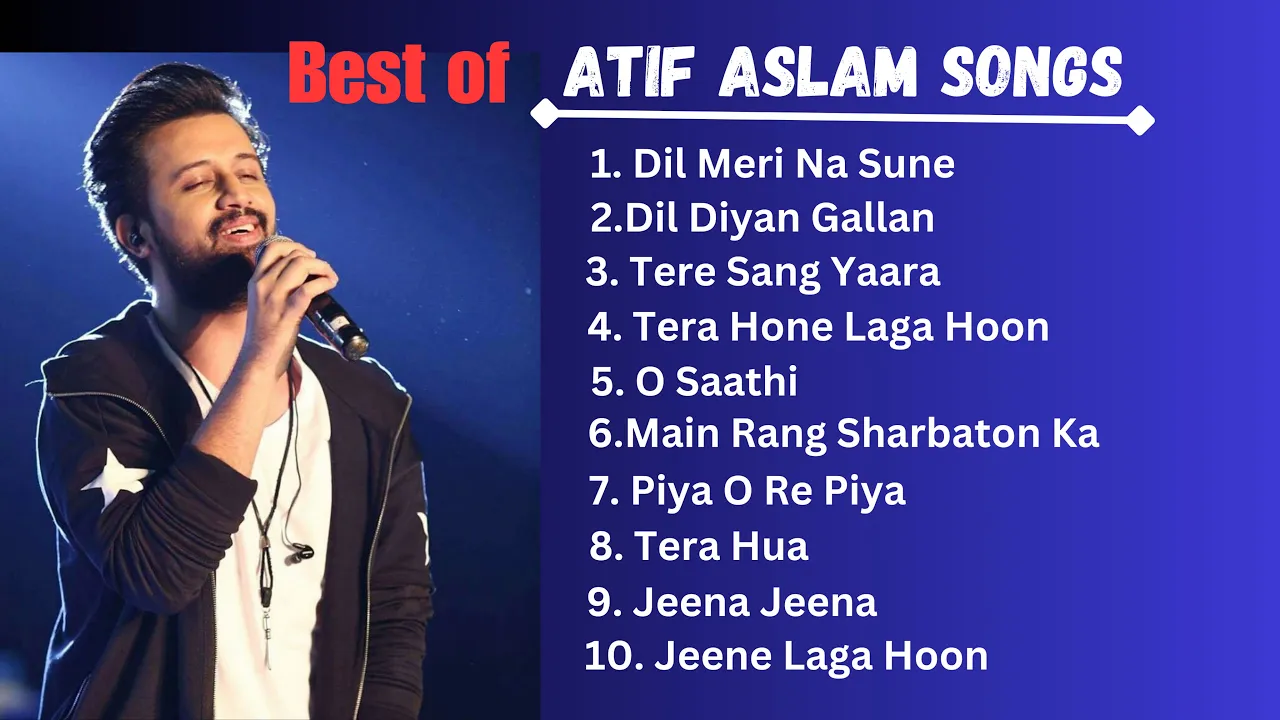 Best of ATIF ASLAM SONGS
1. Dil Meri Na Sune
2.Dil Diyan Gallan
3. Tere Sang Yaara
4. Tera Hone Laga Hoon
5. O Saathi
6.Main Rang Sharbaton Ka
7. Piya O Re Piya
8. Tera Hua
9. Jeena Jeena
10. Jeene Laga Hoon